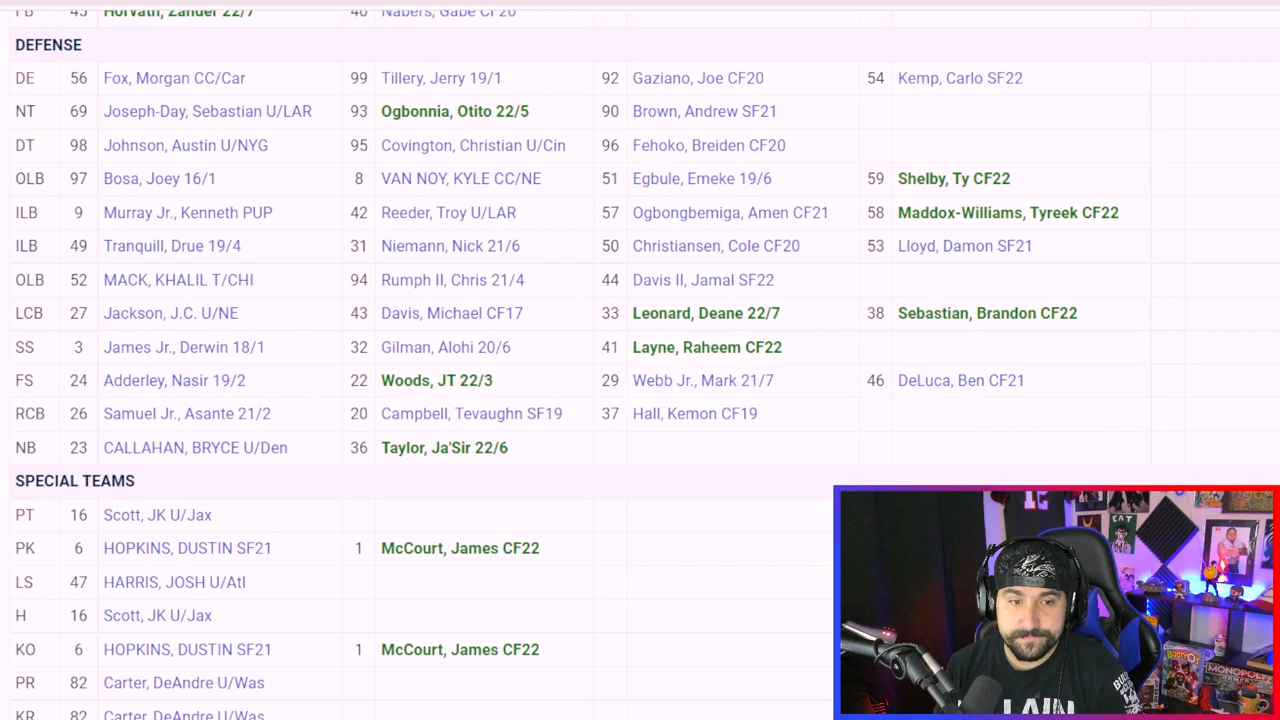 FB 45 Horvath, Zander 22/7 40 Nabers, Gabe CF20
DEFENSE
DE 56 Fox, Morgan CC/Car 99 Tillery, Jerry 19/1 92 Gaziano, Joe CF20 54 Kemp, Carlo SF22
NT 69 Joseph-Day, Sebastian U/LAR 93 Ogbonnia, Otito 22/5 90 Brown, Andrew SF21
DT 98 Johnson, Austin U/NYG 95 Covington, Christian U/Cin 96 Fehoko, Breiden CF20
OLB 97 Bosa, Joey 16/1 8 VAN NOY, KYLE CC/NE 51 Egbule, Emeke 19/6 59 Shelby, Ty CF22
ILB 9 Murray Jr., Kenneth PUP 42 Reeder, Troy U/LAR 57 Ogbongbemiga, Amen CF21 58 Maddox-Williams, Tyreek CF22
ILB 49 Tranquill, Drue 19/4 31 Niemann, Nick 21/6 50 Christiansen, Cole CF20 53 Lloyd, Damon SF21
OLB 52 MACK, KHALIL T/CHI 94 Rumph II, Chris 21/4 44 Davis II, Jamal SF22
LCB 27 Jackson, J.C. U/NE 43 Davis, Michael CF17 33 Leonard, Deane 22/7 38 Sebastian, Brandon CF22
SS 3 James Jr., Derwin 18/1 32 Gilman, Alohi 20/6 41 Layne, Raheem CF22
FS 24 Adderley, Nasir 19/2 22 Woods, JT 22/3 29 Webb Jr., Mark 21/7 46 DeLuca, Ben CF21
RCB 26 Samuel Jr., Asante 21/2 20 Campbell, Tevaughn SF19 37 Hall, Kemon CF19
NB 23 CALLAHAN, BRYCE U/Den 36 Taylor, Ja'Sir 22/6
SPECIAL TEAMS
PT 16 Scott, JK U/Jax
PK 6 HOPKINS, DUSTIN SF21 1 McCourt, James CF22
LS 47 HARRIS, JOSH U/Atl
H 16 Scott, JK U/Jax
KO 6 HOPKINS, DUSTIN SF21 1 McCourt, James CF22
PR 82 Carter, DeAndre U/Was
KR 82 Carter, DeAndre U/Was
12
EAT
MONOPOLY